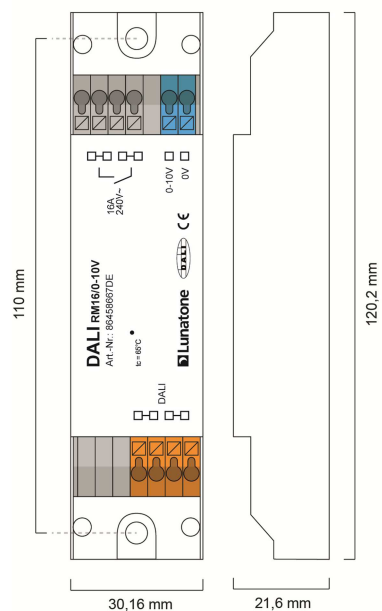 16A
240V~
0-10V
0V
DALI RM16/0-10V
Art.-Nr.: 86458667DE
tc=65°C
DALI
CE
Lunatone
DALI
110 mm
120,2 mm
30,16 mm
21,6 mm